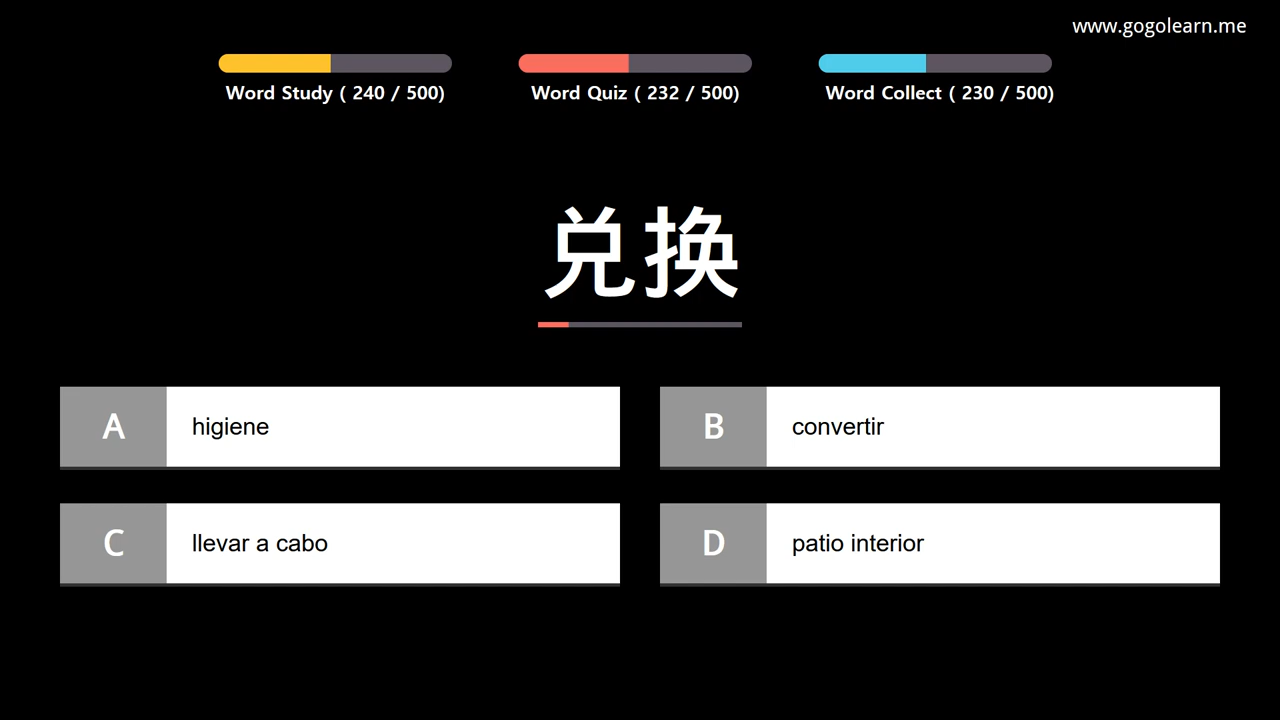 www.gogolearn.me
Word Study ( 240 / 500)
Word Quiz ( 232 / 500)
Word Collect ( 230 / 500)
兑换
A higiene
B convertir
C llevar a cabo
D patio interior